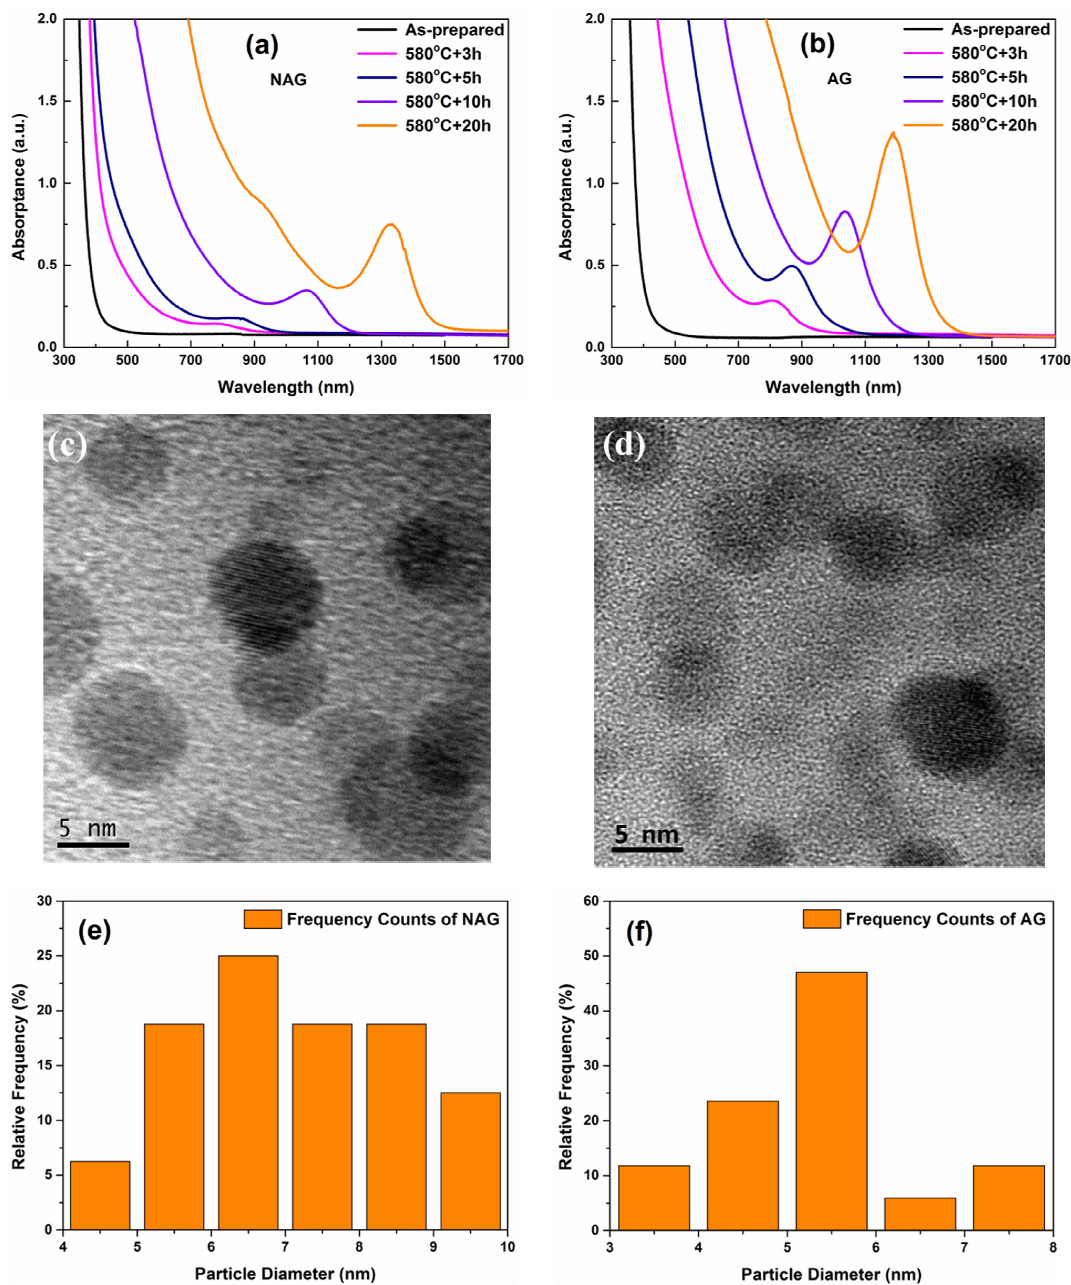 (a)
NAG
As-prepared
580°C+3h
580°C+5h
580°C+10h
580°C+20h
2.0
1.5
1.0
0.5
0.0
Absorptance (a.u.)
300 500 700 900 1100 1300 1500 1700
Wavelength (nm)
(b)
AG
As-prepared
580°C+3h
580°C+5h
580°C+10h
580°C+20h
2.0
1.5
1.0
0.5
0.0
Absorptance (a.u.)
300 500 700 900 1100 1300 1500 1700
Wavelength (nm)
(c)
5 nm
(d)
5 nm
(e)
Frequency Counts of NAG
30
25
20
15
10
5
0
Relative Frequency (%)
4 5 6 7 8 9 10
Particle Diameter (nm)
(f)
Frequency Counts of AG
60
50
40
30
20
10
0
Relative Frequency (%)
3 4 5 6 7 8
Particle Diameter (nm)